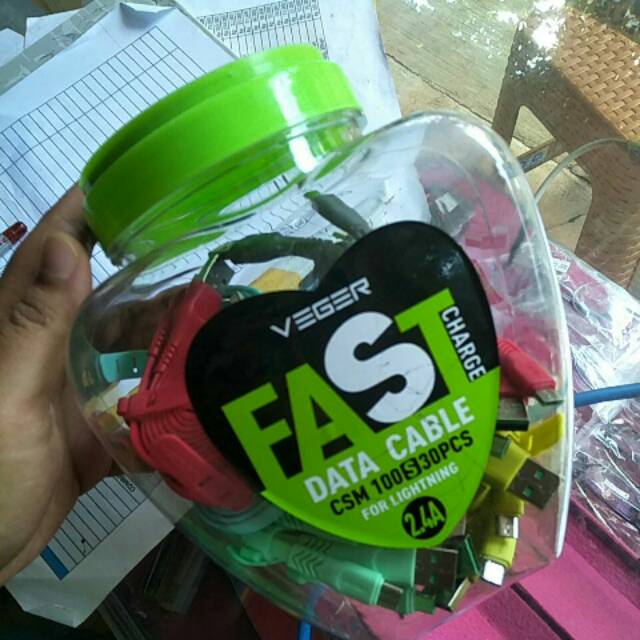 VEGER
FAST
CHARGE
DATA CABLE
CSM 100(S)30PCS
FOR LIGHTNING
2.4A